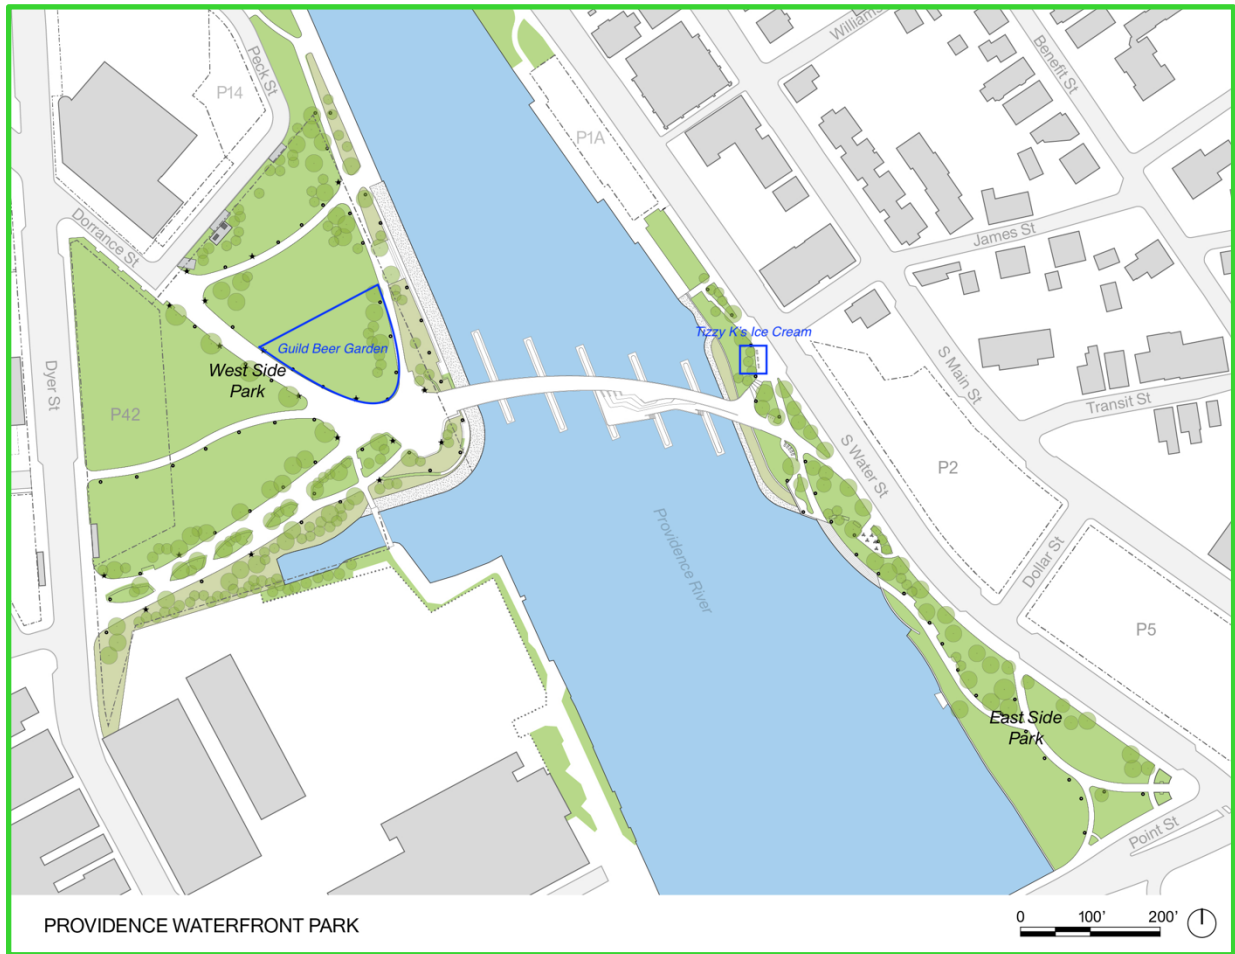 Williams
Benefit St
Peck St
P14
P1A
Dorrance St
James St
Tizzy K's Ice Cream
Guild Beer Garden
West Side
Park
Dyer St
S Main St
Transit St
P42
S Water St
P2
Providence River
Dollar St
P5
East Side
Park
Point St
PROVIDENCE WATERFRONT PARK
0 100' 200'